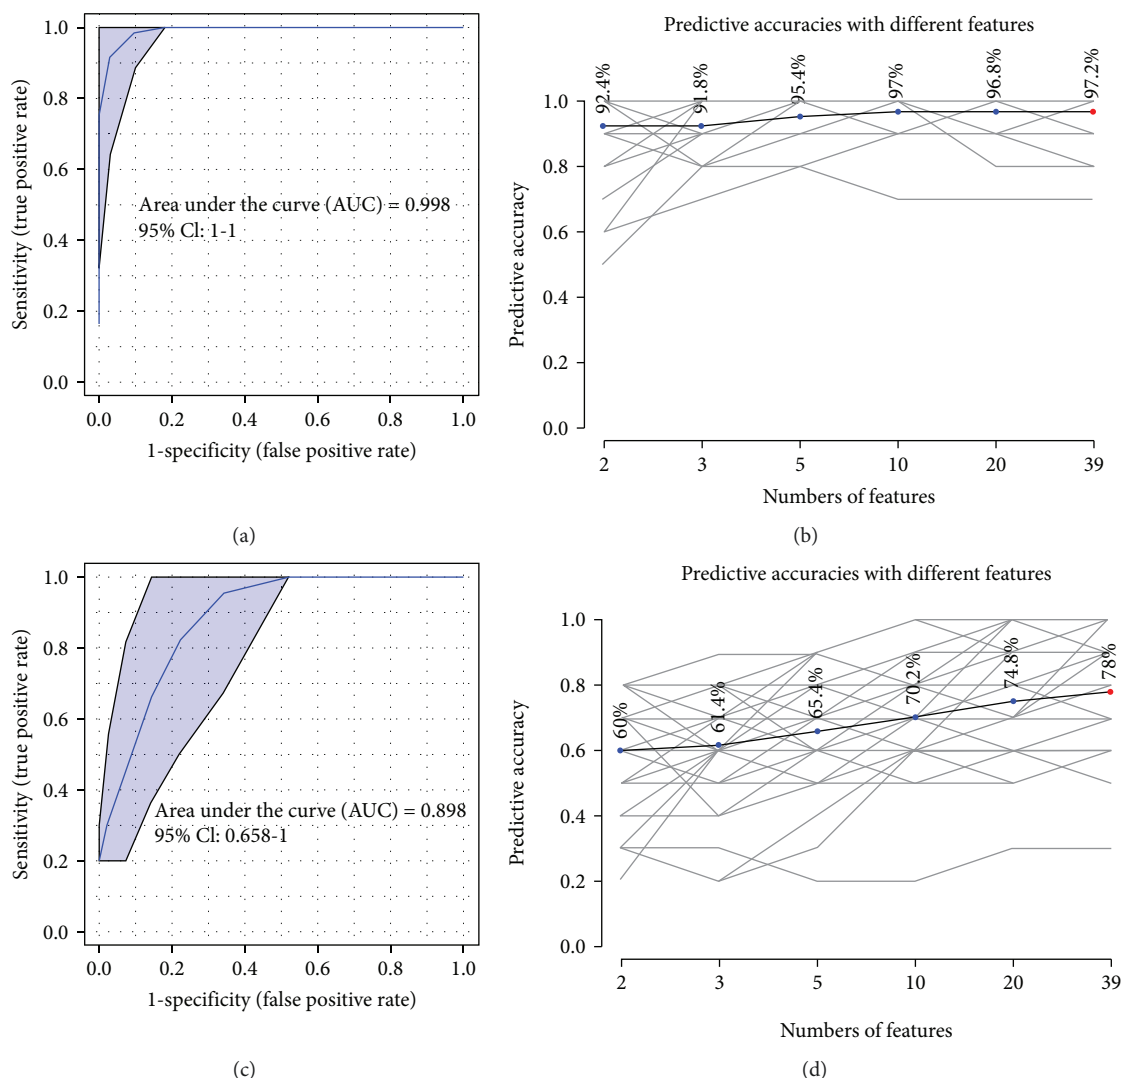 Sensitivity (true positive rate)
1.0
0.8
0.6
0.4
0.2
0.0
Area under the curve (AUC) = 0.998
95% Cl: 1-1
0.0 0.2 0.4 0.6 0.8 1.0
1-specificity (false positive rate)
(a)
Predictive accuracies with different features
92.4% 91.8% 95.4% 97% 96.8% 97.2%
Predictive accuracy
1.0
0.8
0.6
0.4
0.2
0.0
2 3 5 10 20 39
Numbers of features
(b)
Sensitivity (true positive rate)
1.0
0.8
0.6
0.4
0.2
0.0
Area under the curve (AUC) = 0.898
95% Cl: 0.658-1
0.0 0.2 0.4 0.6 0.8 1.0
1-specificity (false positive rate)
(c)
Predictive accuracies with different features
60% 61.4% 65.4% 70.2% 74.8% 78%
Predictive accuracy
1.0
0.8
0.6
0.4
0.2
0.0
2 3 5 10 20 39
Numbers of features
(d)